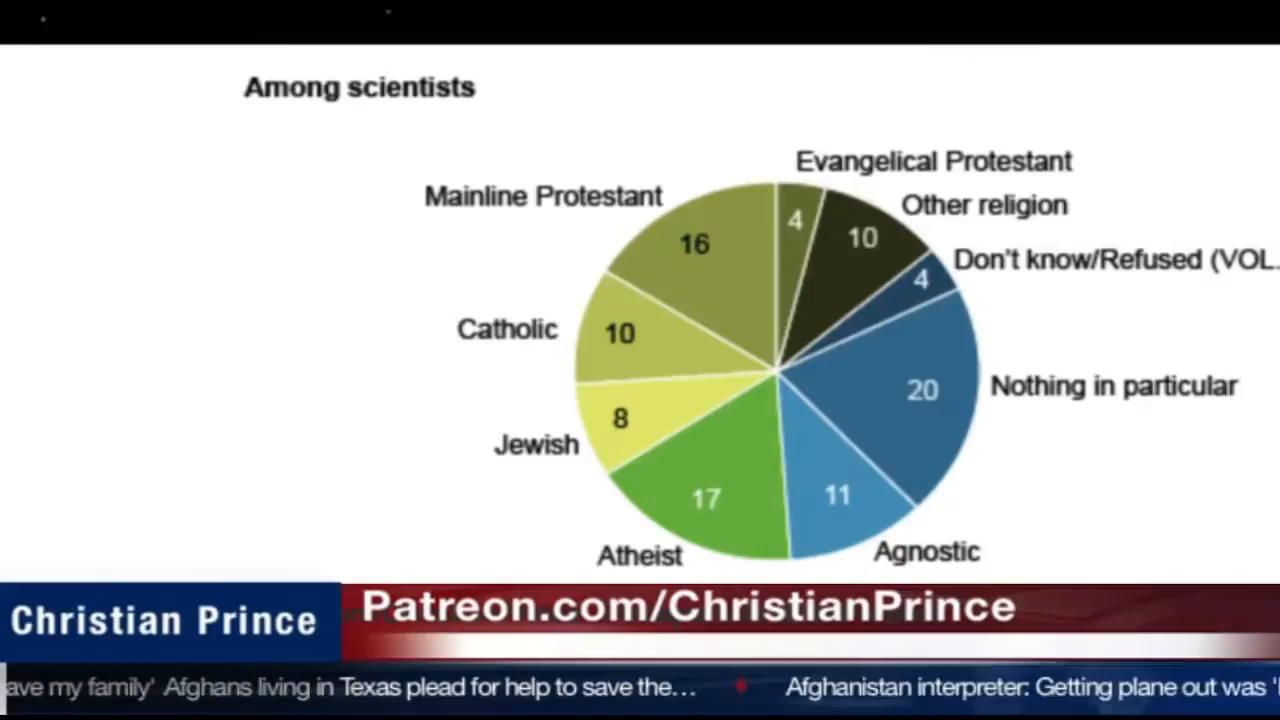 Among scientists
Evangelical Protestant
Mainline Protestant
Other religion
4
16
10
Don't know/Refused (VOL.
4
Catholic
10
Nothing in particular
20
8
Jewish
17
11
Atheist
Agnostic
Christian Prince
Patreon.com/ChristianPrince
ave my family' Afghans living in Texas plead for help to save the...
Afghanistan interpreter: Getting plane out was '